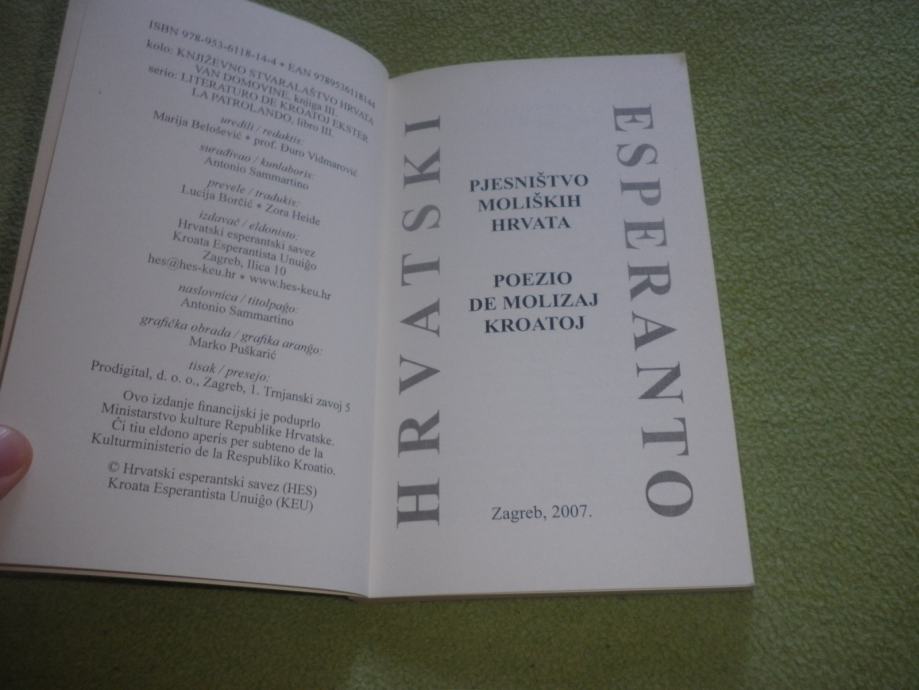 ISBN 978-953-6118-14-4 • EAN 9789536118144
kolo: KNJIŽEVNO STVARALAŠTVO HRVATA
VAN DOMOVINE, knjiga III.
serio: LITERATURO DE KROATOJ EKSTER
LA PATROLANDO, libro III.
uredili / redaktis:
Marija Belošević • prof. Đuro Vidmarović
surađivao / kunlaboris:
Antonio Sammartino
prevele / tradukis:
Lucija Borčić • Zora Heide
izdavač / eldonisto:
Hrvatski esperantski savez
Kroata Esperantista Unuiĝo
Zagreb, Ilica 10
hes@hes-keu.hr • www.hes-keu.hr
naslovnica / titolpaĝo:
Antonio Sammartino
grafička obrada / grafika aranĝo:
Marko Puškarić
tisak / presejo:
Prodigital, d. o. o., Zagreb, 1. Trnjanski zavoj 5
Ovo izdanje financijski je poduprlo
Ministarstvo kulture Republike Hrvatske.
Ĉi tiu eldono aperis per subteno de la
Kulturministerio de la Respubliko Kroatio.
© Hrvatski esperantski savez (HES)
Kroata Esperantista Unuiĝo (KEU)
HRVATSKI
PJESNIŠTVO
MOLIŠKIH
HRVATA
POEZIO
DE MOLIZAJ
KROATOJ
Zagreb, 2007.
ESPERANTO